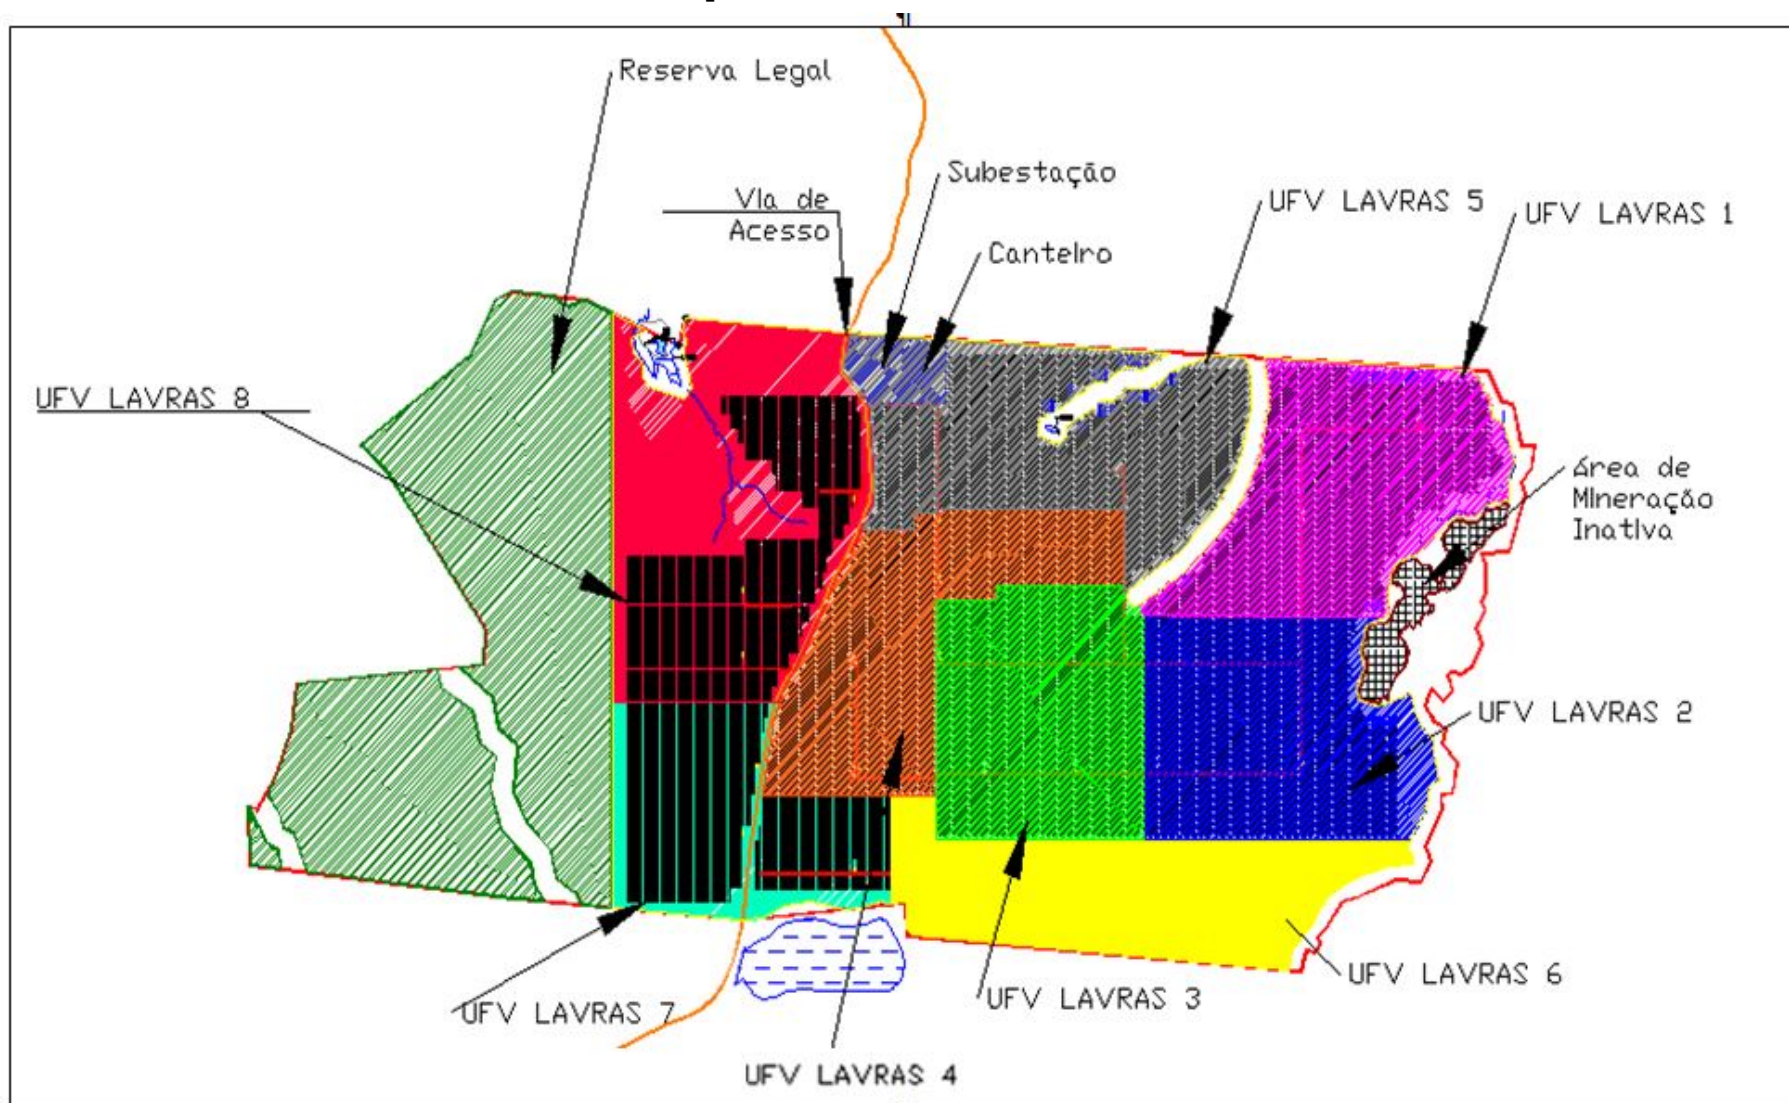 Reserva Legal
Subestação
Via de
Acesso
UFV LAVRAS 5
UFV LAVRAS 1
Canteiro
UFV LAVRAS 8
Área de
Mineração
Inativa
UFV LAVRAS 2
UFV LAVRAS 6
UFV LAVRAS 3
UFV LAVRAS 7
UFV LAVRAS 4